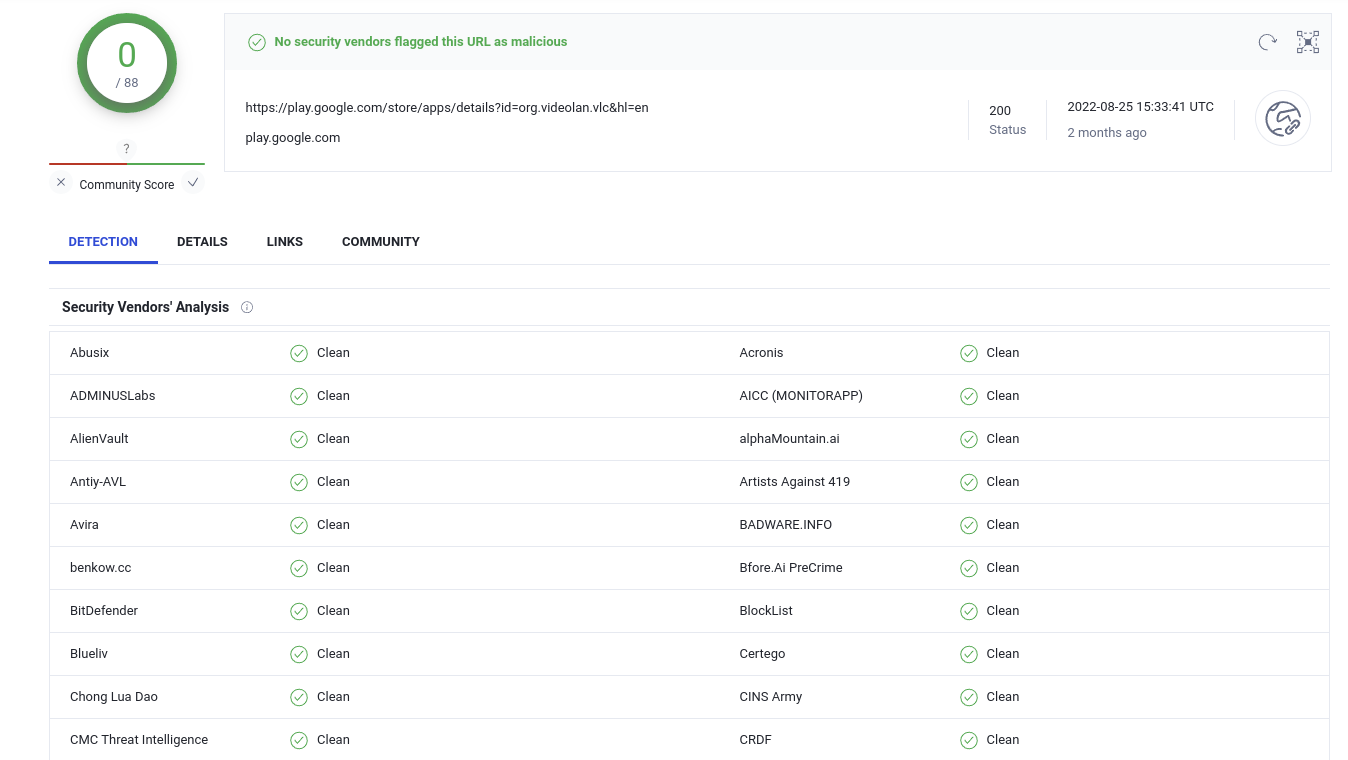 0
/ 88
?
Community Score
No security vendors flagged this URL as malicious
https://play.google.com/store/apps/details?id=org.videolan.vlc&hl=en
play.google.com
200
Status
2022-08-25 15:33:41 UTC
2 months ago
DETECTION DETAILS LINKS COMMUNITY
Security Vendors' Analysis
Abusix Clean Acronis Clean
ADMINUSLabs Clean AICC (MONITORAPP) Clean
AlienVault Clean alphaMountain.ai Clean
Antiy-AVL Clean Artists Against 419 Clean
Avira Clean BADWARE.INFO Clean
benkow.cc Clean Bfore.Ai PreCrime Clean
BitDefender Clean BlockList Clean
Blueliv Clean Certego Clean
Chong Lua Dao Clean CINS Army Clean
CMC Threat Intelligence Clean CRDF Clean